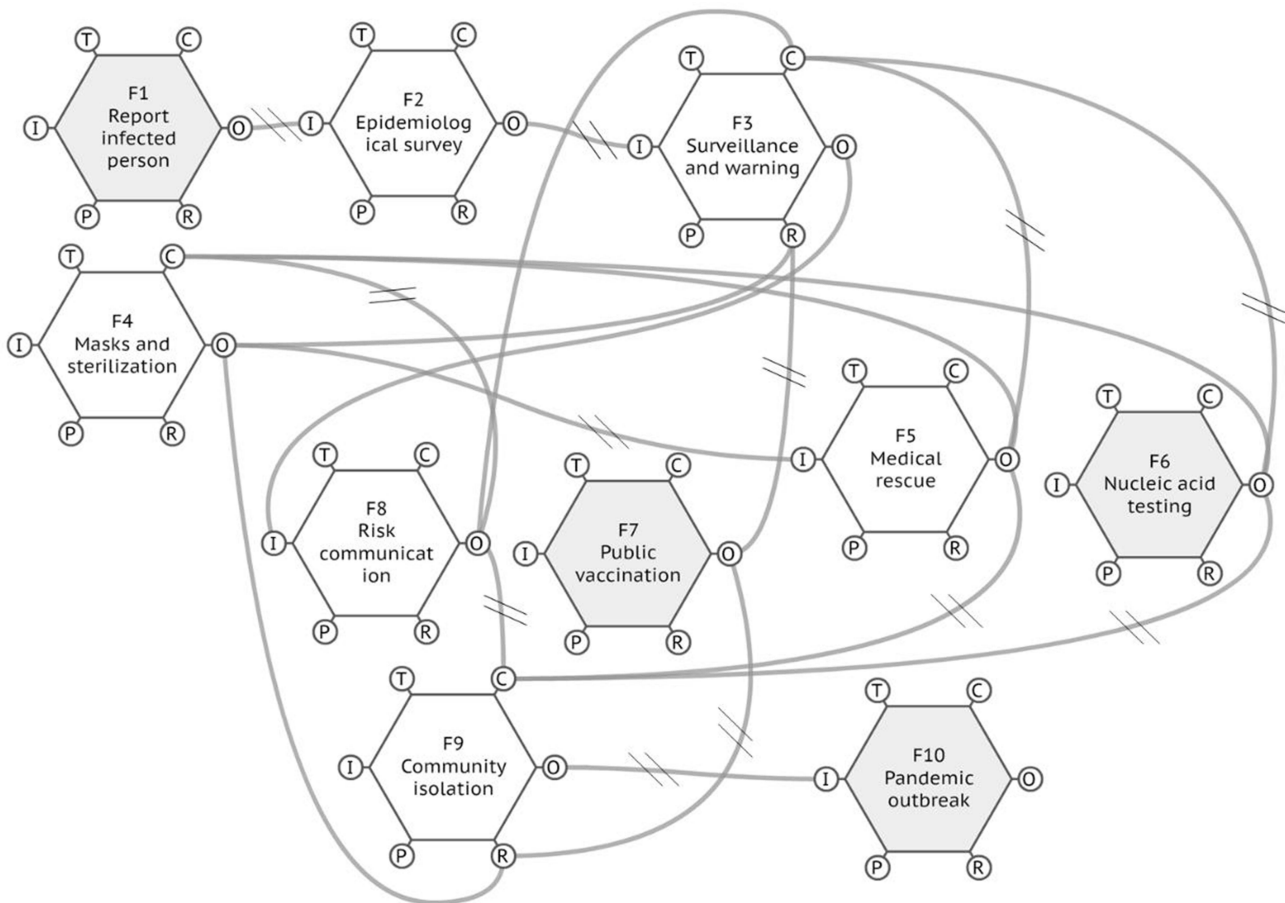 T C
F1
Report
infected
person
I O
P R
T C
F2
Epidemiolog
ical survey
I O
P R
T C
F3
Surveillance
and warning
I O
P R
T C
F4
Masks and
sterilization
I O
P R
T C
F5
Medical
rescue
I O
P R
T C
F6
Nucleic acid
testing
I O
P R
T C
F8
Risk
communicat
ion
I O
P R
T C
F7
Public
vaccination
I O
P R
T C
F9
Community
isolation
I O
P R
T C
F10
Pandemic
outbreak
I O
P R